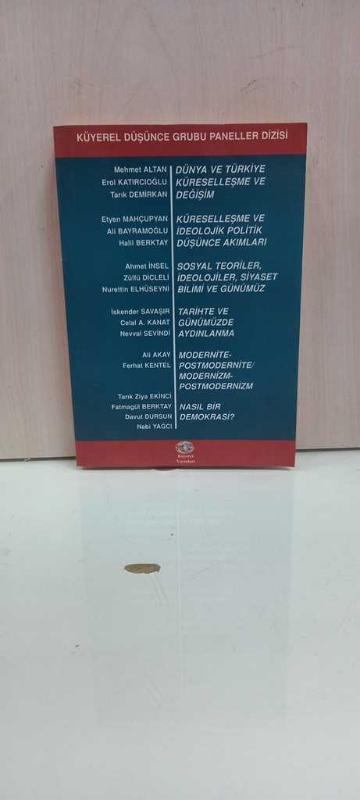 KÜYEREL DÜŞÜNCE GRUBU PANELLER DİZİSİ
Mehmet ALTAN DÜNYA VE TÜRKİYE
Erol KATIRCIOĞLU KÜRESELLEŞME VE
Tarık DEMİRKAN DEĞİŞİM
Etyen MAHÇUPYAN KÜRESELLEŞME VE
Ali BAYRAMOĞLU İDEOLOJİK POLİTİK
Halil BERKTAY DÜŞÜNCE AKIMLARI
Ahmet İNSEL SOSYAL TEORİLER,
Zülfü DİCLELİ İDEOLOJİLER, SİYASET
Nurettin ELHÜSEYNİ BİLİMİ VE GÜNÜMÜZ
İskender SAVAŞIR TARİHTE VE
Celal A. KANAT GÜNÜMÜZDE
Nevval SEVİNDİ AYDINLANMA
Ali AKAY MODERNİTE-
Ferhat KENTEL POSTMODERNİTE/
MODERNİZM-
POSTMODERNİZM
Tarık Ziya EKİNCİ
Fatmagül BERKTAY NASIL BİR
Davut DURSUN DEMOKRASİ?
Nabi YAĞCI
Küyerel
Yayınları